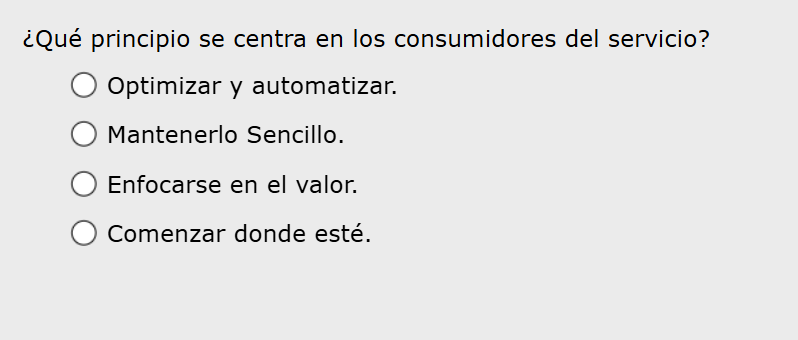 ¿Qué principio se centra en los consumidores del servicio?
Optimizar y automatizar.
Mantenerlo Sencillo.
Enfocarse en el valor.
Comenzar donde esté.